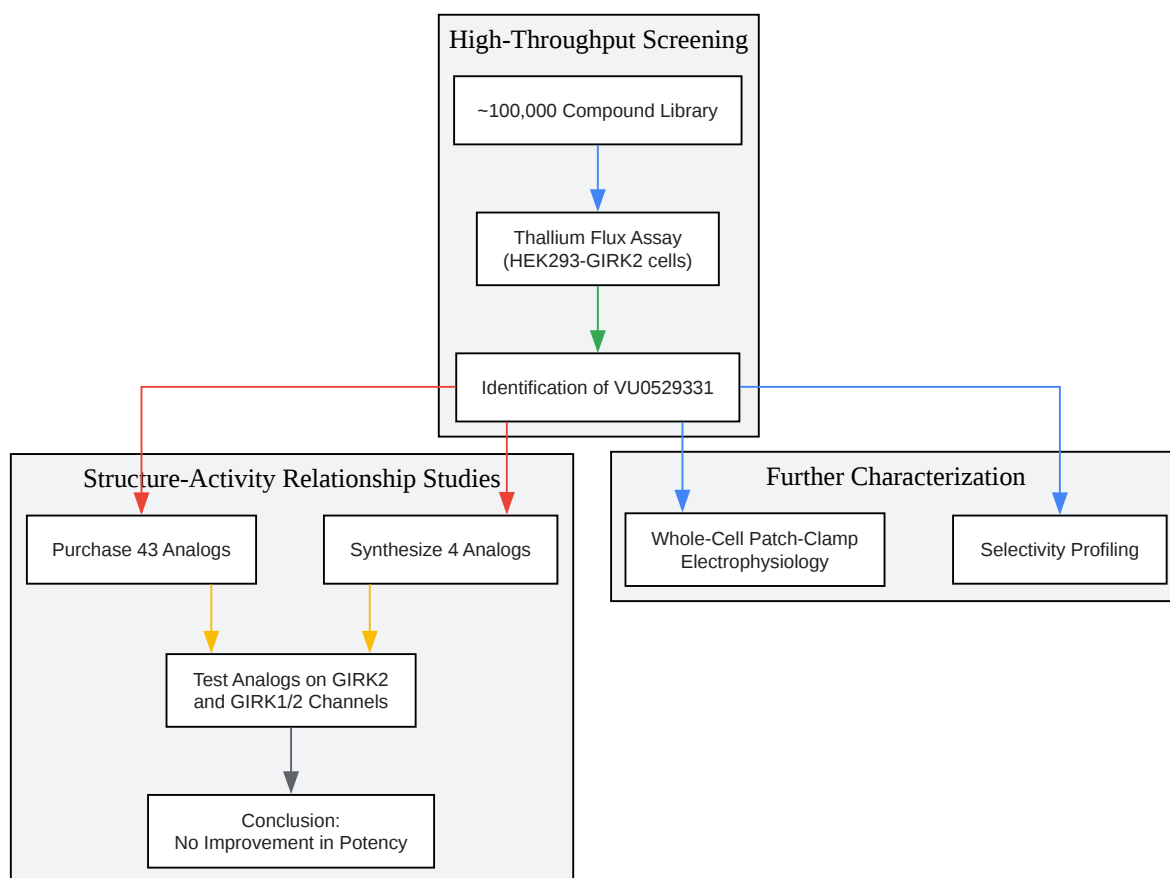 High-Throughput Screening
~100,000 Compound Library
Thallium Flux Assay
(HEK293-GIRK2 cells)
Identification of VU0529331
Structure-Activity Relationship Studies
Purchase 43 Analogs
Synthesize 4 Analogs
Test Analogs on GIRK2
and GIRK1/2 Channels
Conclusion:
No Improvement in Potency
Further Characterization
Whole-Cell Patch-Clamp
Electrophysiology
Selectivity Profiling